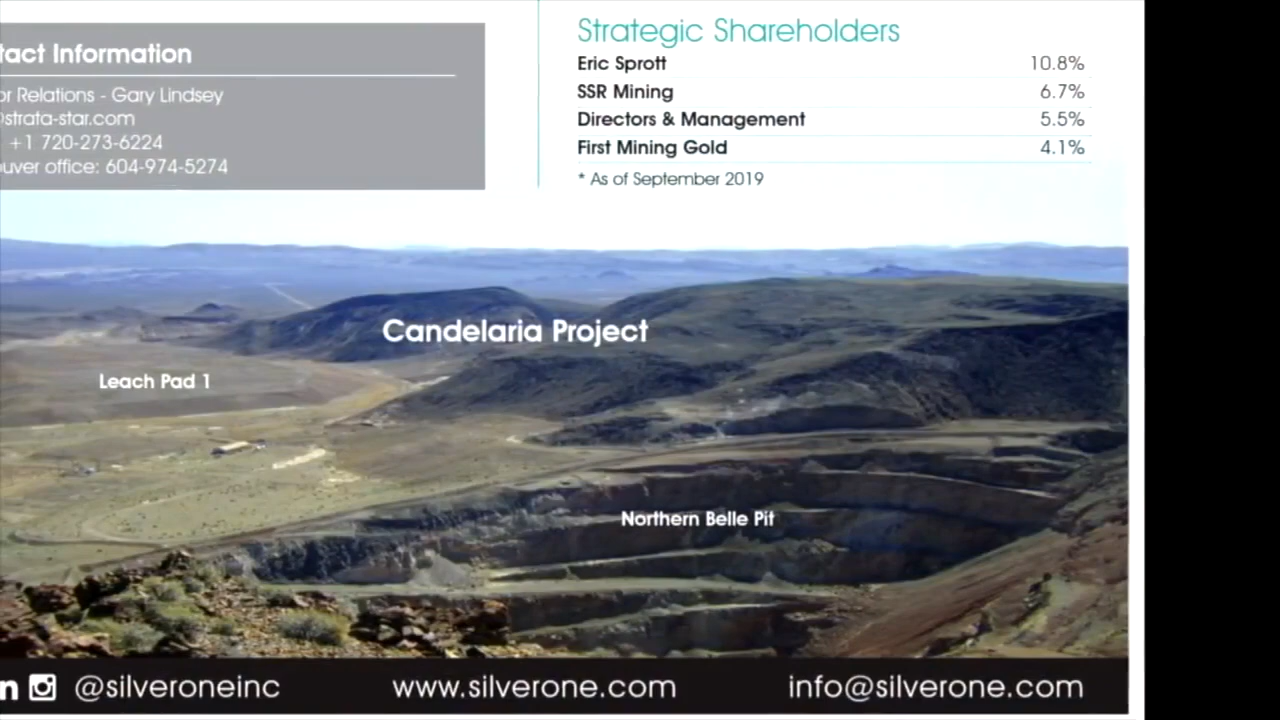 tact Information
or Relations - Gary Lindsey
@strata-star.com
+1 720-273-6224
uver office: 604-974-5274
Strategic Shareholders
Eric Sprott 10.8%
SSR Mining 6.7%
Directors & Management 5.5%
First Mining Gold 4.1%
* As of September 2019
Candelaria Project
Leach Pad 1
Northern Belle Pit
in @silveroneinc www.silverone.com info@silverone.com